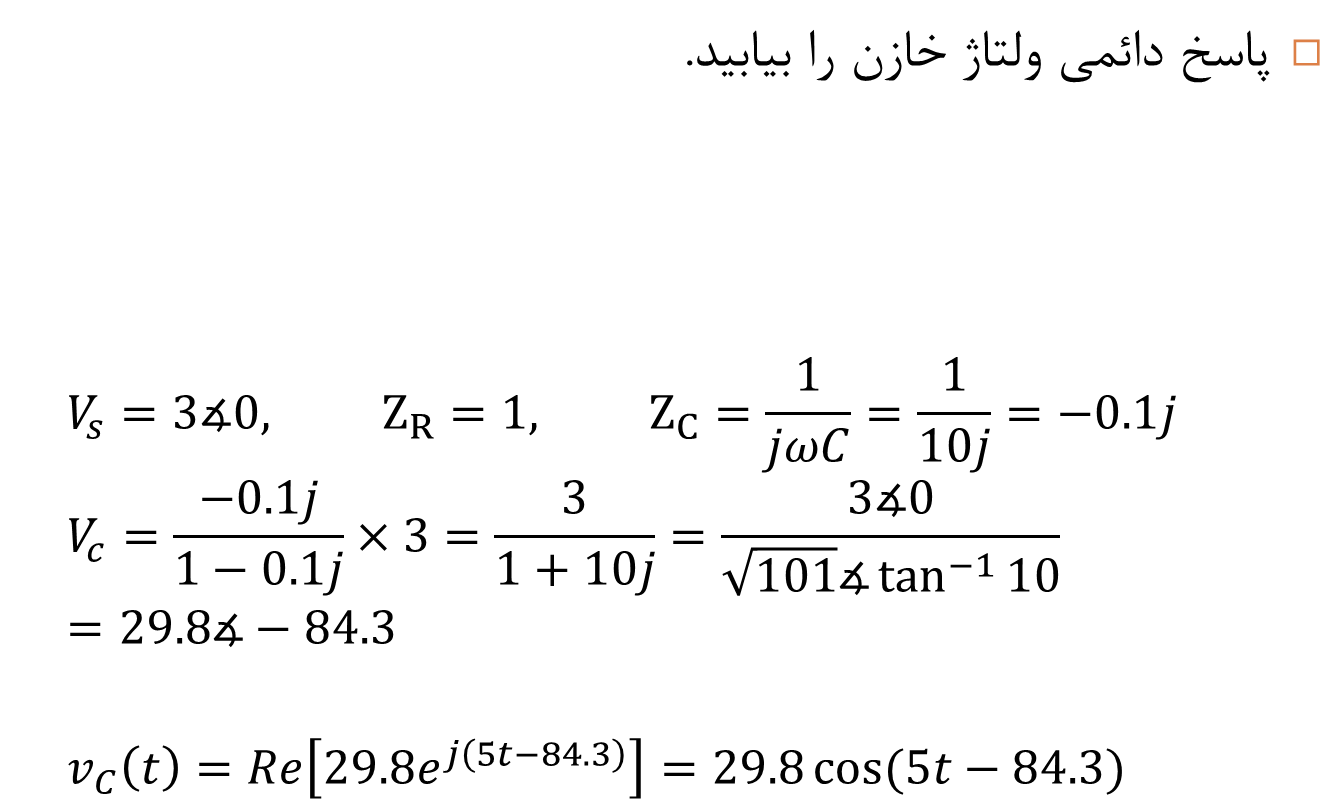 پاسخ دائمی ولتاژ خازن را بیابید.
V_s = 3∡0, Z_R = 1, Z_C = 1/(jωC) = 1/(10j) = −0.1j
V_c = (−0.1j)/(1 − 0.1j) × 3 = 3/(1 + 10j) = (3∡0)/(√101∡ tan⁻¹ 10)
= 29.8∡ − 84.3
v_C(t) = Re[29.8e^{j(5t−84.3)}] = 29.8 cos(5t − 84.3)